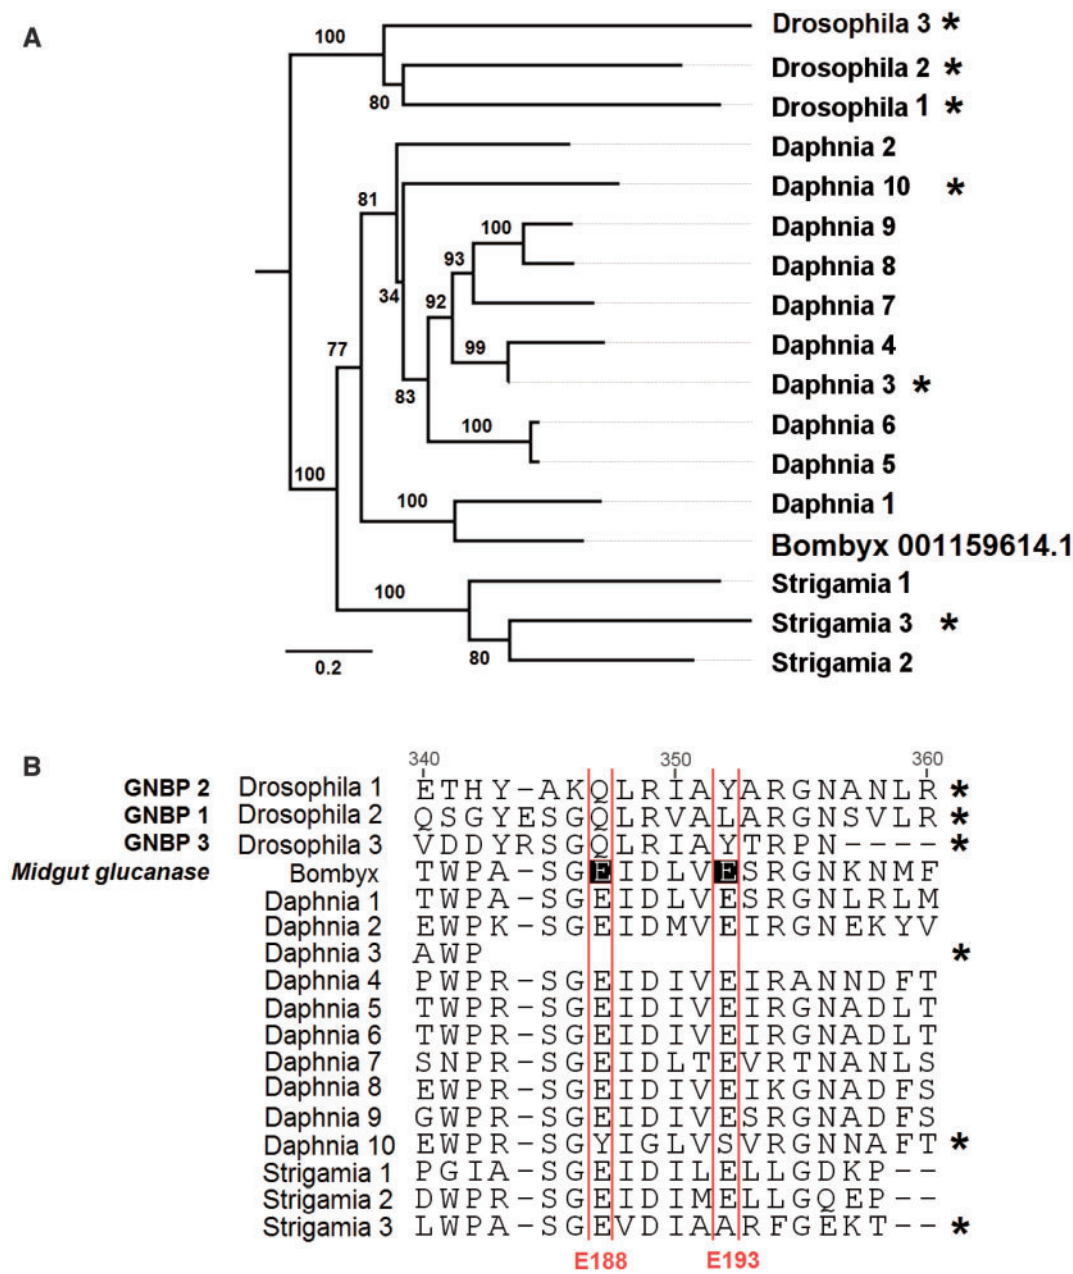 A
100
Drosophila 3 *
Drosophila 2 *
80
Drosophila 1 *
Daphnia 2
81
Daphnia 10 *
100
Daphnia 9
93
Daphnia 8
34
92
Daphnia 7
77
99
Daphnia 4
83
Daphnia 3 *
100
Daphnia 6
Daphnia 5
100
100
Daphnia 1
Bombyx 001159614.1
100
Strigamia 1
Strigamia 3 *
80
Strigamia 2
0.2
B
340 350 360
GNBP 2 Drosophila 1 ETHY-AKQLRIAYARGNANLR *
GNBP 1 Drosophila 2 QSGYESGQLRVALARGNSVLR *
GNBP 3 Drosophila 3 VDDYRSGQLRIAYTRPN---- *
Midgut glucanase Bombyx TWPA-SGEIDLVESRGNKNMF
Daphnia 1 TWPA-SGEIDLVESRGNLRLM
Daphnia 2 EWPK-SGEIDMVEIRGNEKYV
Daphnia 3 AWP *
Daphnia 4 PWPR-SGEIDIVEIRANNDFT
Daphnia 5 TWPR-SGEIDIVEIRGNADLT
Daphnia 6 TWPR-SGEIDIVEIRGNADLT
Daphnia 7 SNPR-SGEIDLTEVRTNANLS
Daphnia 8 EWPR-SGEIDIVEIKGNADFS
Daphnia 9 GWPR-SGEIDIVESRGNADFS
Daphnia 10 EWPR-SGYIGLVSVRGNNAFT *
Strigamia 1 PGIA-SGEIDILELLGDKP--
Strigamia 2 DWPR-SGEIDIMELLGQEP--
Strigamia 3 LWPA-SGEVDIAARFGEKT-- *
E188 E193